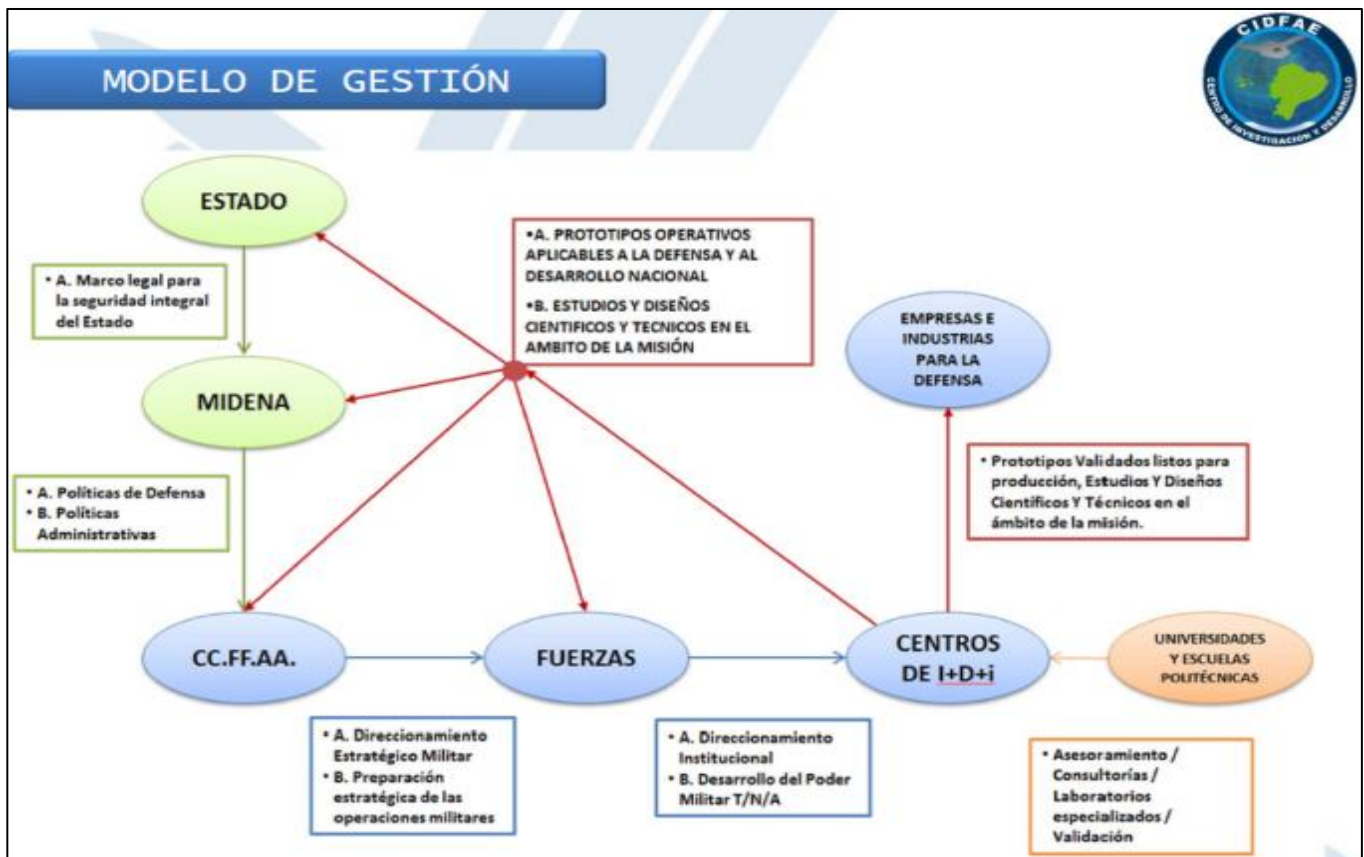 MODELO DE GESTIÓN
CIDFAE
CENTRO DE INVESTIGACIÓN Y DESARROLLO
ESTADO
• A. Marco legal para
la seguridad integral
del Estado
MIDENA
• A. Políticas de Defensa
• B. Políticas
Administrativas
•A. PROTOTIPOS OPERATIVOS
APLICABLES A LA DEFENSA Y AL
DESARROLLO NACIONAL
•B. ESTUDIOS Y DISEÑOS
CIENTIFICOS Y TECNICOS EN EL
AMBITO DE LA MISIÓN
EMPRESAS E
INDUSTRIAS
PARA LA
DEFENSA
• Prototipos Validados listos para
producción, Estudios Y Diseños
Científicos Y Técnicos en el
ámbito de la misión.
CC.FF.AA.
FUERZAS
CENTROS
DE I+D+i
UNIVERSIDADES
Y ESCUELAS
POLITÉCNICAS
• A. Direccionamiento
Estratégico Militar
• B. Preparación
estratégica de las
operaciones militares
• A. Direccionamiento
Institucional
• B. Desarrollo del Poder
Militar T/N/A
• Asesoramiento /
Consultorías /
Laboratorios
especializados /
Validación